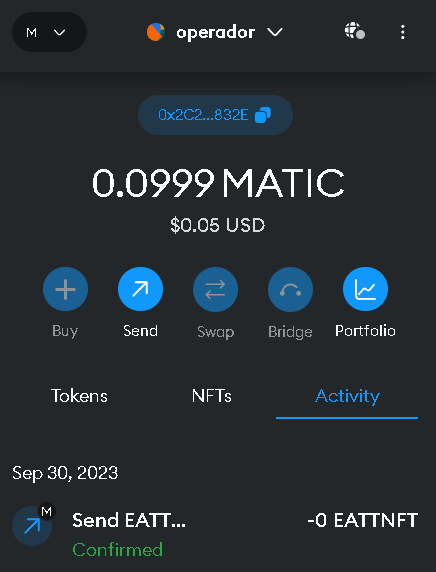 M operador
0x2C2...832E
0.0999 MATIC
$0.05 USD
Buy Send Swap Bridge Portfolio
Tokens NFTs Activity
Sep 30, 2023
M
Send EATT... -0 EATTNFT
Confirmed